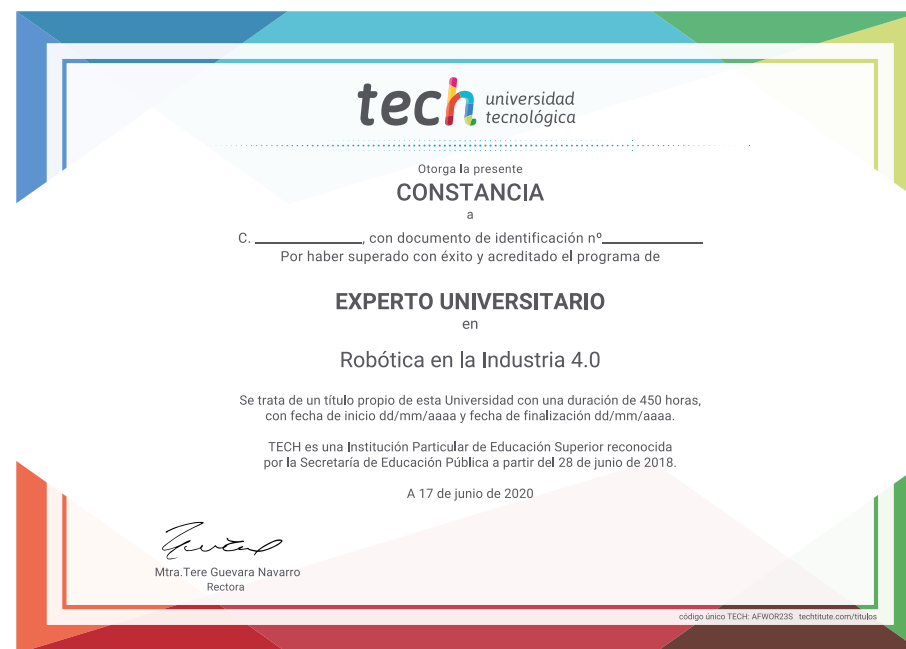 tech universidad
tecnológica
Otorga la presente
CONSTANCIA
a
C. ____________, con documento de identificación nº____________
Por haber superado con éxito y acreditado el programa de
EXPERTO UNIVERSITARIO
en
Robótica en la Industria 4.0
Se trata de un título propio de esta Universidad con una duración de 450 horas,
con fecha de inicio dd/mm/aaaa y fecha de finalización dd/mm/aaaa.
TECH es una Institución Particular de Educación Superior reconocida
por la Secretaría de Educación Pública a partir del 28 de junio de 2018.
A 17 de junio de 2020
Mtra.Tere Guevara Navarro
Rectora
código único TECH: AFWOR23S techtitute.com/titulos